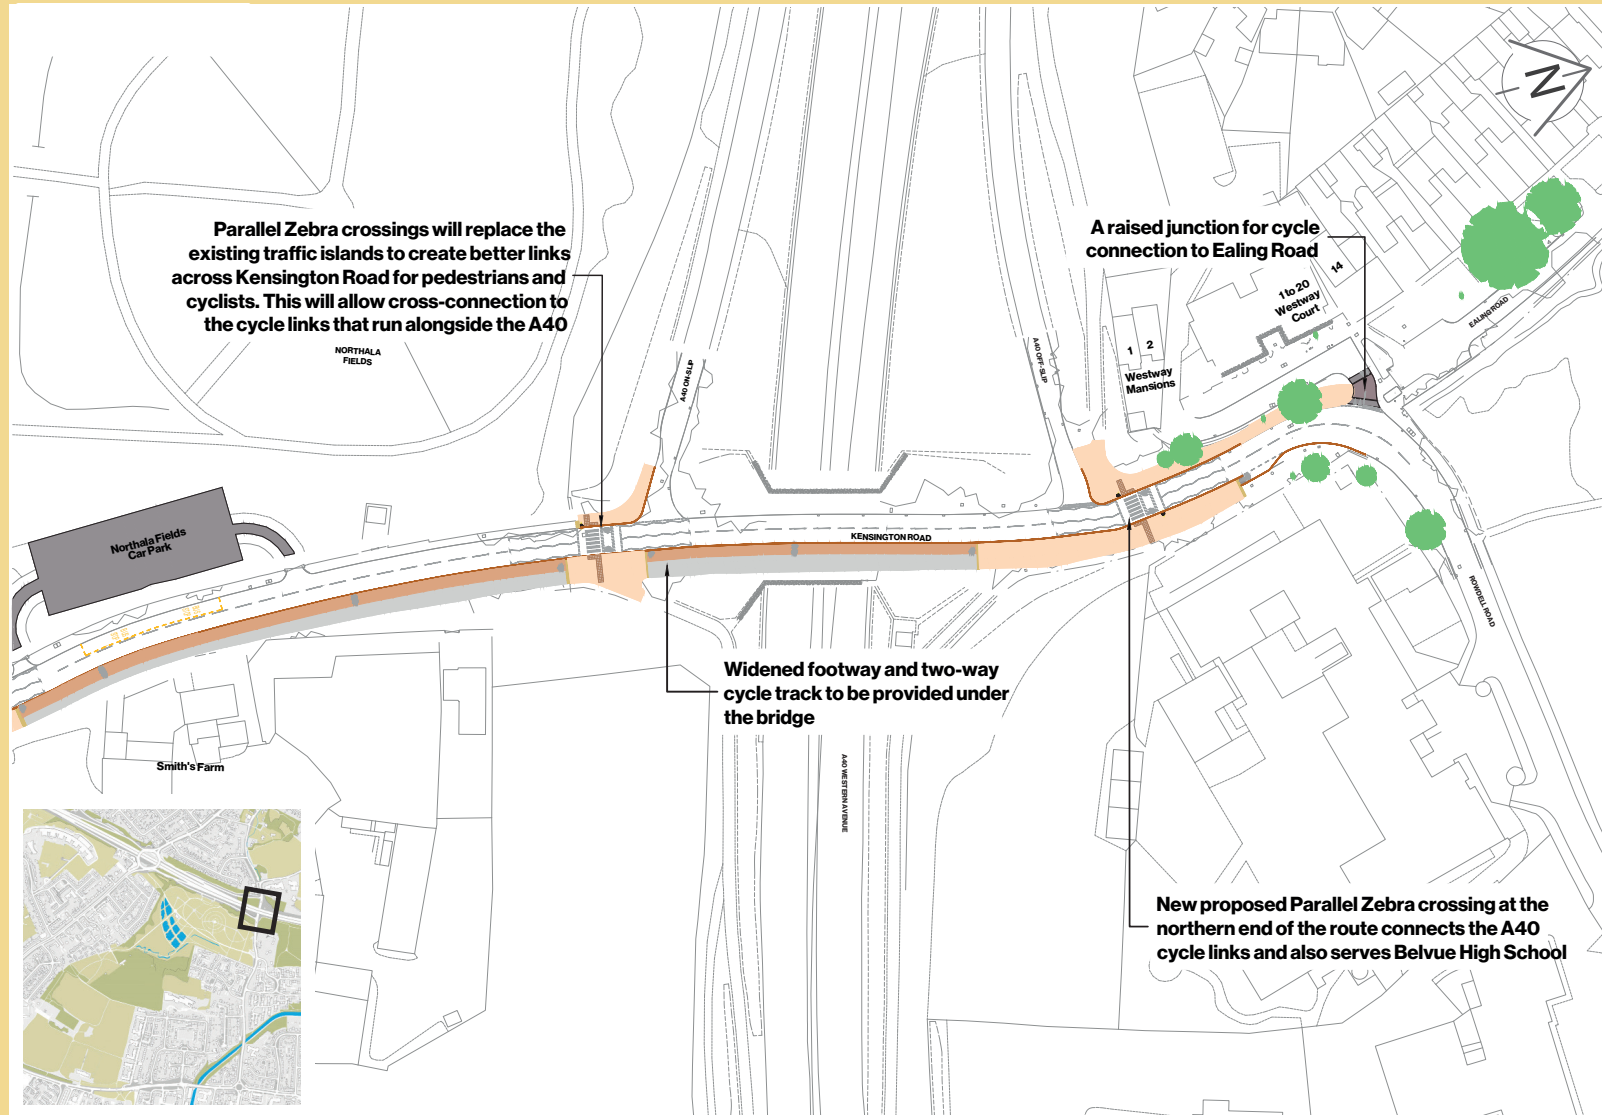 N
Parallel Zebra crossings will replace the
existing traffic islands to create better links
across Kensington Road for pedestrians and
cyclists. This will allow cross-connection to
the cycle links that run alongside the A40
NORTHALA
FIELDS
A raised junction for cycle
connection to Ealing Road
14
1 to 20
Westway
Court
EALING ROAD
A40 ON-SLIP
A40 OFF-SLIP
1
2
Westway
Mansions
Northala Fields
Car Park
KENSINGTON ROAD
ROWDELL ROAD
Widened footway and two-way
cycle track to be provided under
the bridge
Smith's Farm
A40 WESTERN AVENUE
New proposed Parallel Zebra crossing at the
northern end of the route connects the A40
cycle links and also serves Belvue High School